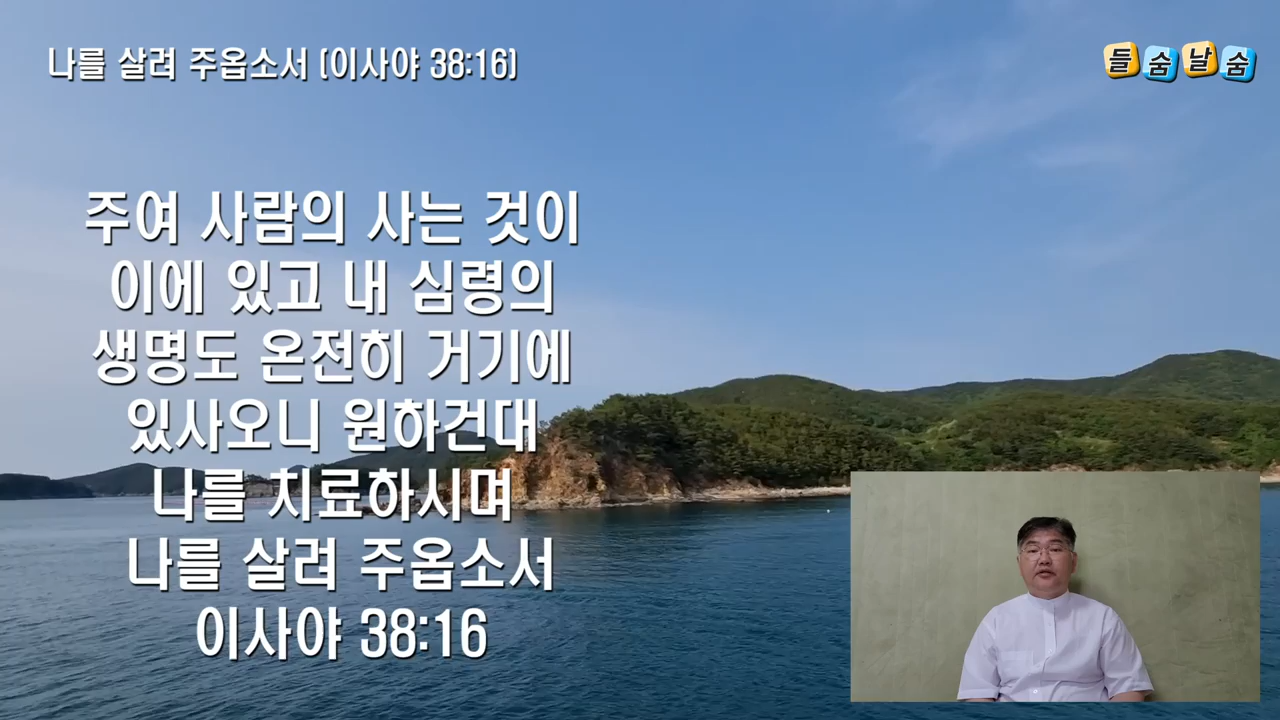 나를 살려 주옵소서 (이사야 38:16)
들숨날숨
주여 사람의 사는 것이
이에 있고 내 심령의
생명도 온전히 거기에
있사오니 원하건대
나를 치료하시며
나를 살려 주옵소서
이사야 38:16